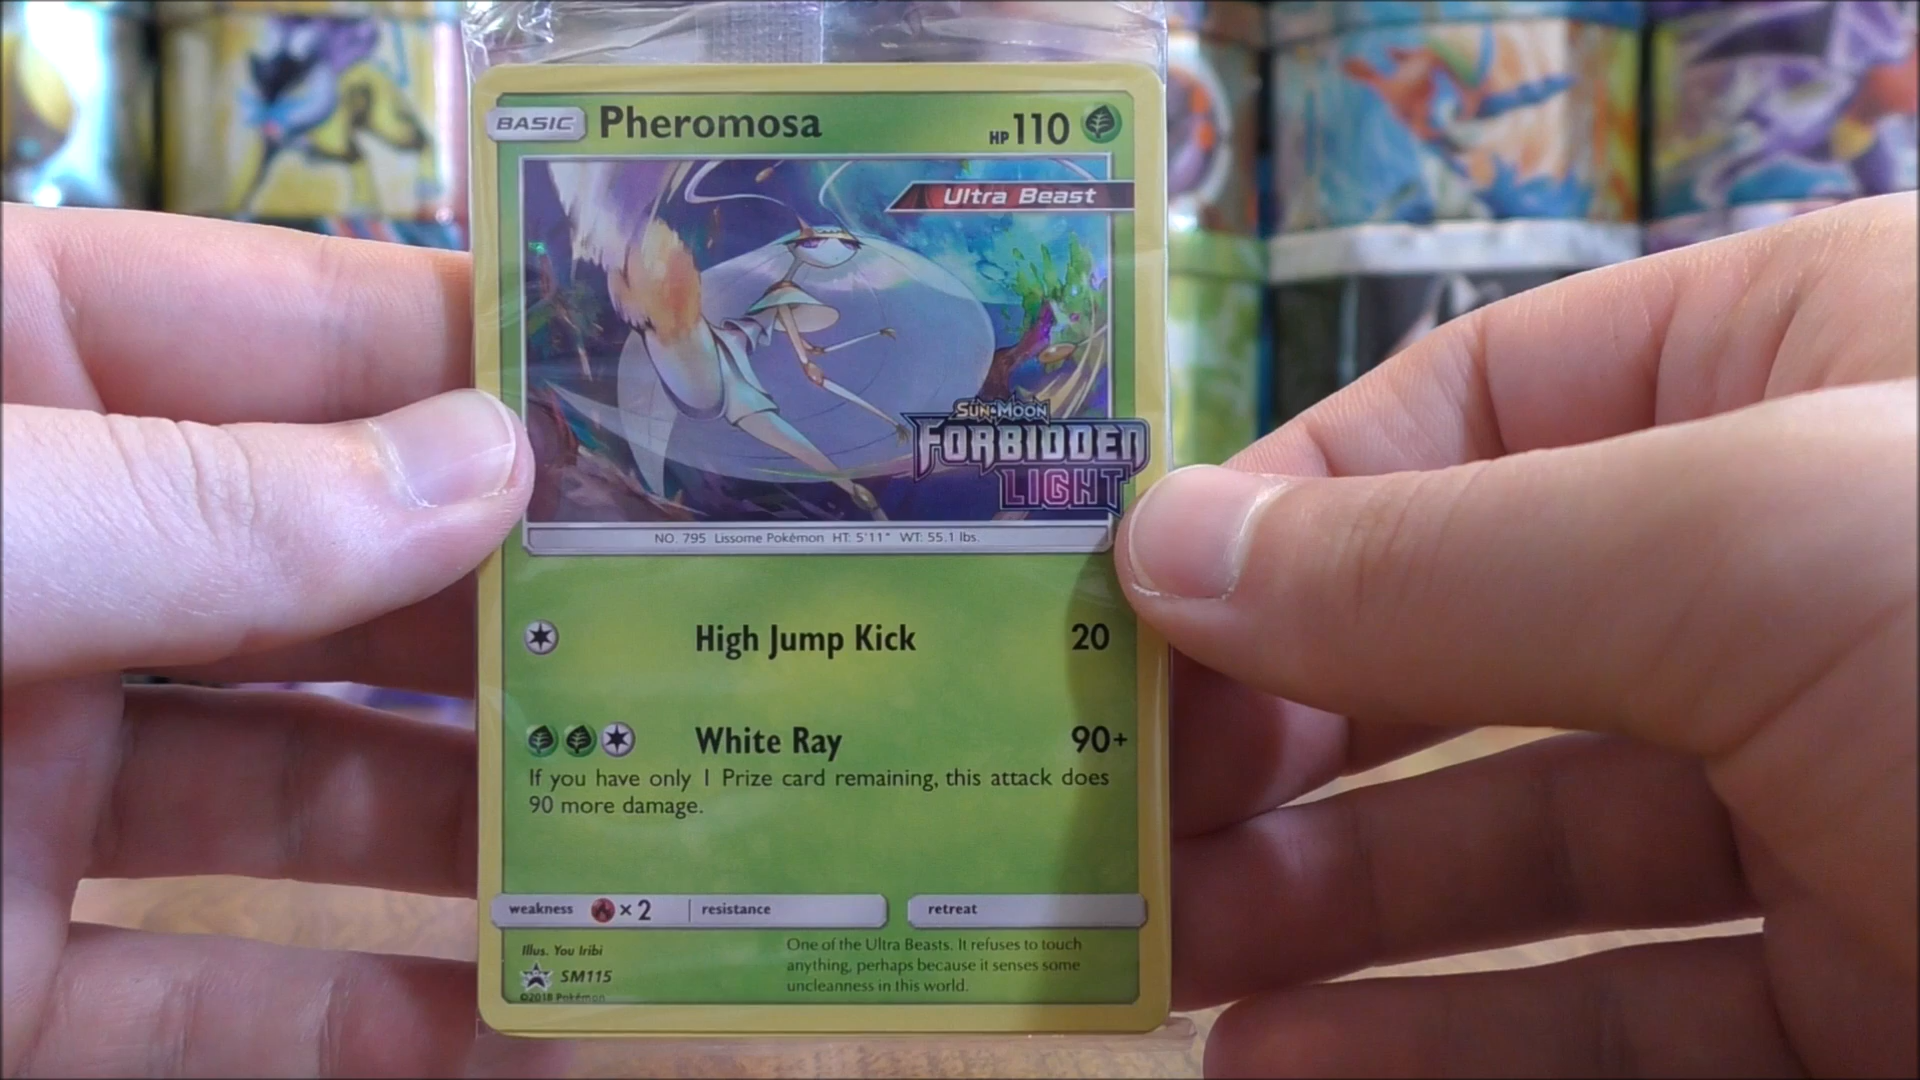 BASIC Pheromosa HP 110
Ultra Beast
SUN & MOON
FORBIDDEN
LIGHT
NO. 795 Lissome Pokémon HT: 5'11" WT: 55.1 lbs.
High Jump Kick 20
White Ray 90+
If you have only 1 Prize card remaining, this attack does
90 more damage.
weakness × 2 resistance retreat
Illus. You Iribi
SM115
©2018 Pokémon
One of the Ultra Beasts. It refuses to touch
anything, perhaps because it senses some
uncleanness in this world.